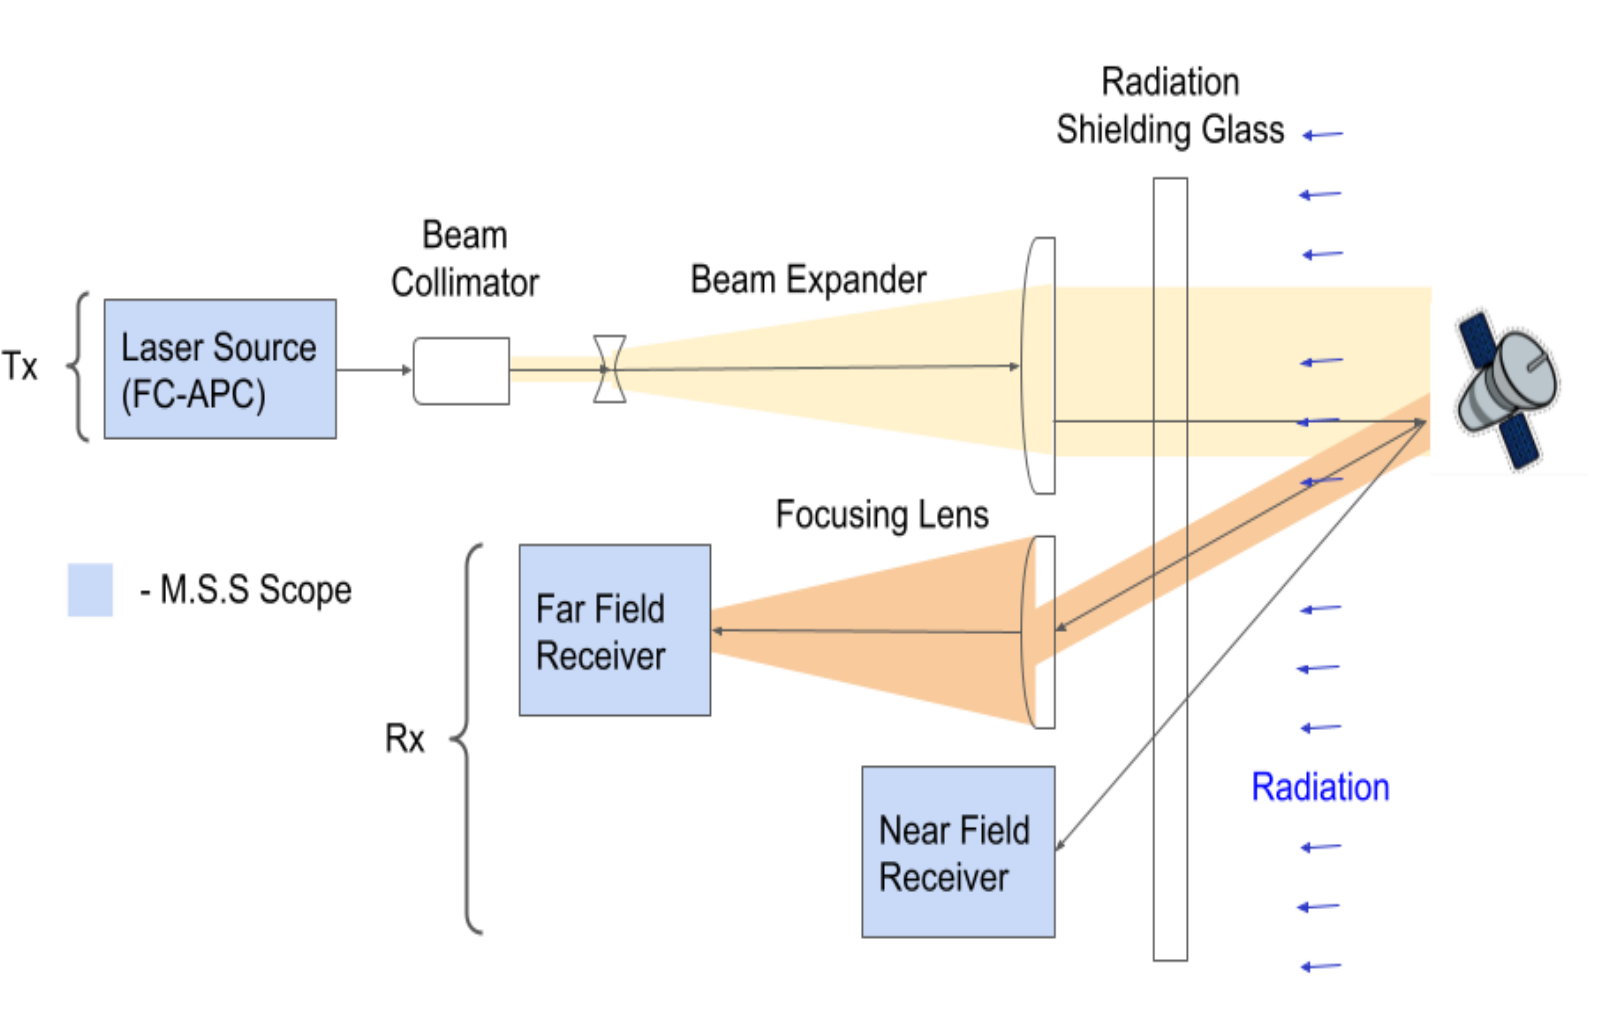 Radiation
Shielding Glass
Beam
Collimator
Beam Expander
Tx
Laser Source
(FC-APC)
Focusing Lens
- M.S.S Scope
Far Field
Receiver
Rx
Radiation
Near Field
Receiver